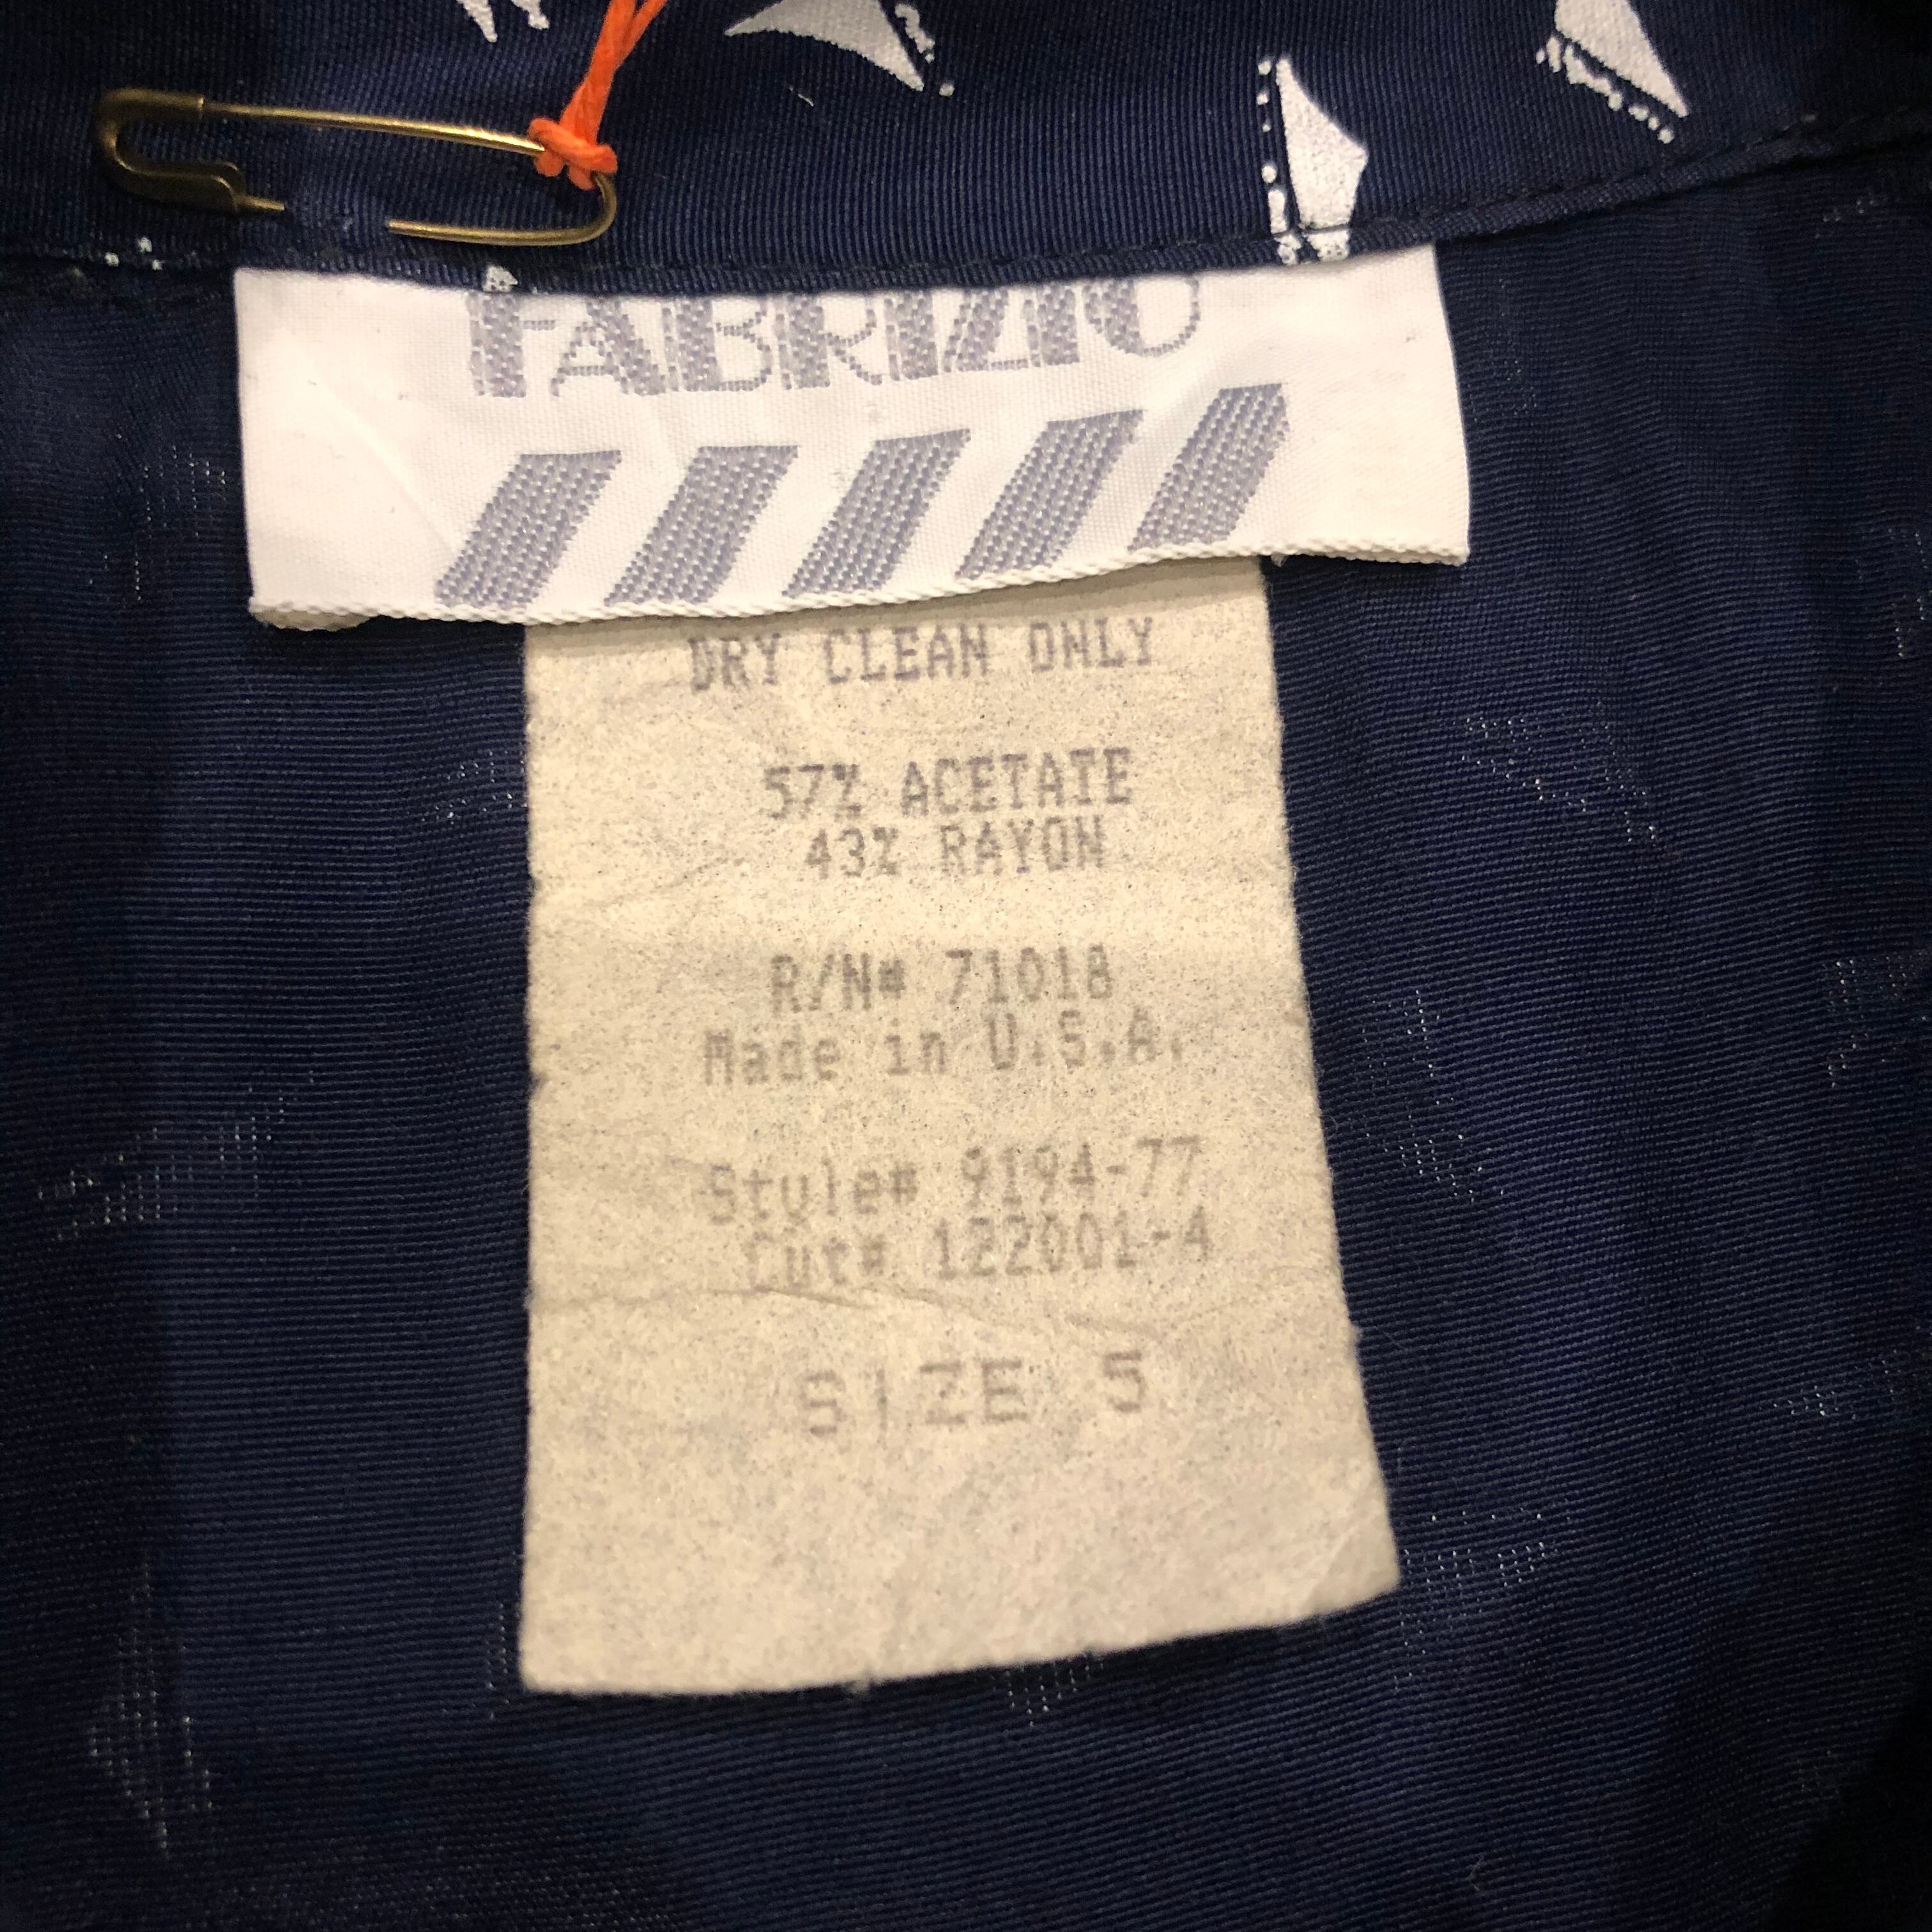 FABRIZIO
DRY CLEAN ONLY
57% ACETATE
43% RAYON
R/N# 71018
Made in U.S.A.
Style# 9194-77
Cut# 122001-4
SIZE 5